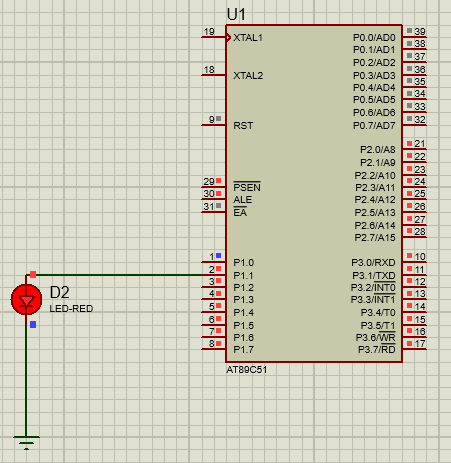 U1
19 XTAL1 P0.0/AD0 39
P0.1/AD1 38
P0.2/AD2 37
18 XTAL2 P0.3/AD3 36
P0.4/AD4 35
P0.5/AD5 34
P0.6/AD6 33
9 RST P0.7/AD7 32
P2.0/A8 21
P2.1/A9 22
P2.2/A10 23
29 PSEN P2.3/A11 24
30 ALE P2.4/A12 25
31 EA P2.5/A13 26
P2.6/A14 27
P2.7/A15 28
1 P1.0 P3.0/RXD 10
2 P1.1 P3.1/TXD 11
3 P1.2 P3.2/INT0 12
4 P1.3 P3.3/INT1 13
5 P1.4 P3.4/T0 14
6 P1.5 P3.5/T1 15
7 P1.6 P3.6/WR 16
8 P1.7 P3.7/RD 17
AT89C51
D2
LED-RED